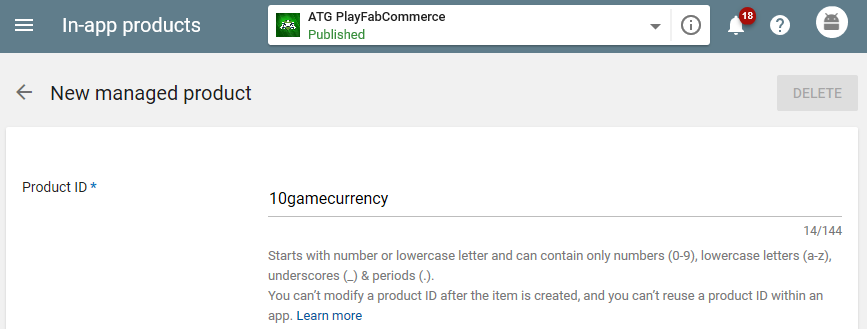 In-app products
ATG PlayFabCommerce
Published
18
New managed product
DELETE
Product ID *
10gamecurrency
14/144
Starts with number or lowercase letter and can contain only numbers (0-9), lowercase letters (a-z),
underscores (_) & periods (.).
You can't modify a product ID after the item is created, and you can't reuse a product ID within an
app. Learn more